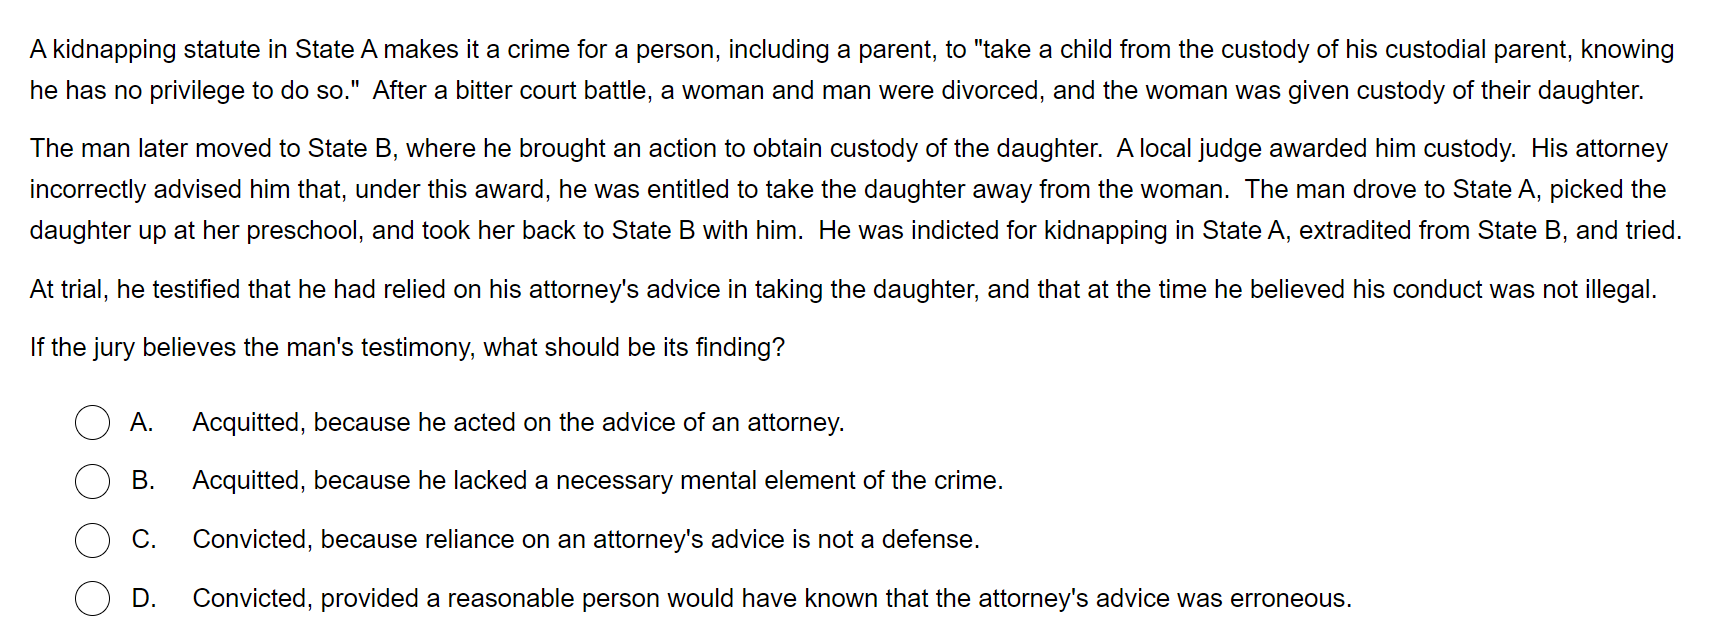 A kidnapping statute in State A makes it a crime for a person, including a parent, to "take a child from the custody of his custodial parent, knowing
he has no privilege to do so."  After a bitter court battle, a woman and man were divorced, and the woman was given custody of their daughter.
The man later moved to State B, where he brought an action to obtain custody of the daughter.  A local judge awarded him custody.  His attorney
incorrectly advised him that, under this award, he was entitled to take the daughter away from the woman.  The man drove to State A, picked the
daughter up at her preschool, and took her back to State B with him.  He was indicted for kidnapping in State A, extradited from State B, and tried.
At trial, he testified that he had relied on his attorney's advice in taking the daughter, and that at the time he believed his conduct was not illegal.
If the jury believes the man's testimony, what should be its finding?
A. Acquitted, because he acted on the advice of an attorney.
B. Acquitted, because he lacked a necessary mental element of the crime.
C. Convicted, because reliance on an attorney's advice is not a defense.
D. Convicted, provided a reasonable person would have known that the attorney's advice was erroneous.